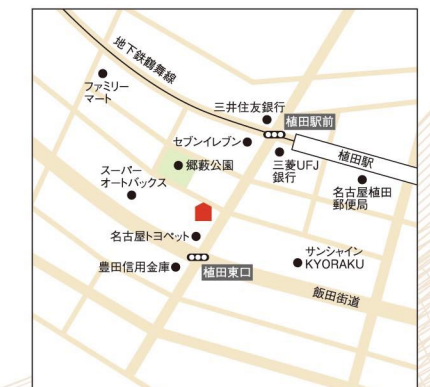 地下鉄鶴舞線
ファミリー
マート
三井住友銀行
植田駅前
セブンイレブン
植田駅
郷藪公園
三菱UFJ
銀行
スーパー
オートバックス
名古屋植田
郵便局
名古屋トヨペット
サンシャイン
KYORAKU
豊田信用金庫
植田東口
飯田街道